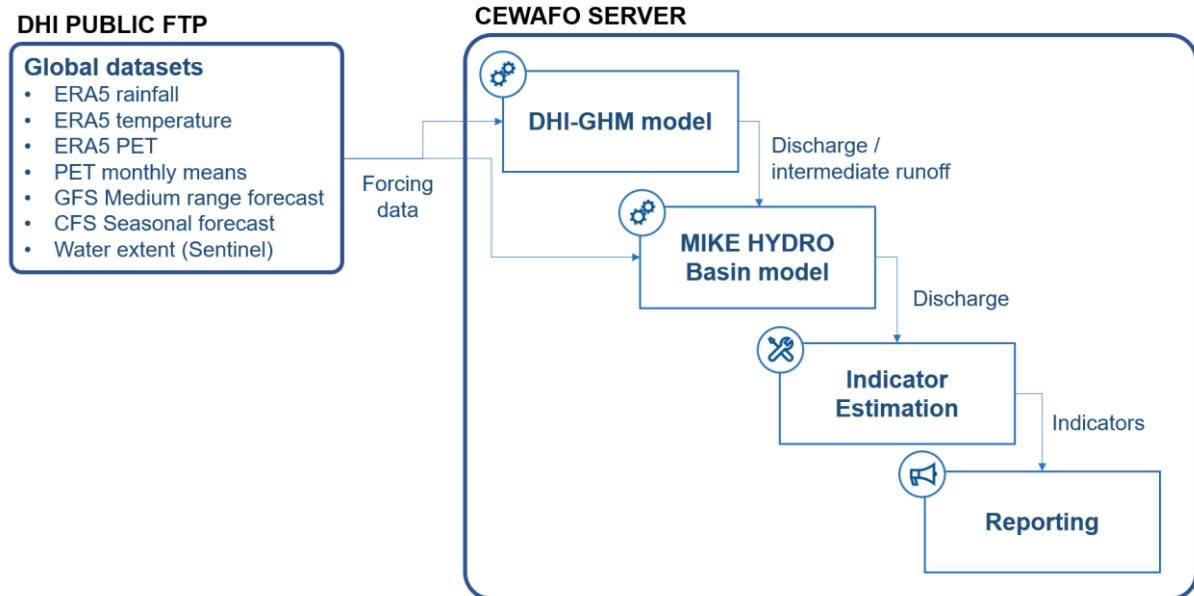 DHI PUBLIC FTP
Global datasets
• ERA5 rainfall
• ERA5 temperature
• ERA5 PET
• PET monthly means
• GFS Medium range forecast
• CFS Seasonal forecast
• Water extent (Sentinel)
Forcing
data
CEWAFO SERVER
DHI-GHM model
Discharge /
intermediate runoff
MIKE HYDRO
Basin model
Discharge
Indicator
Estimation
Indicators
Reporting